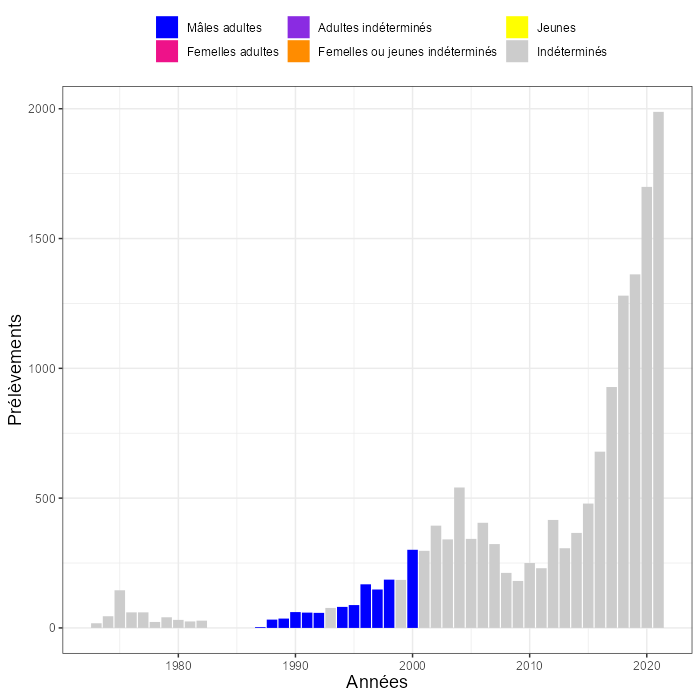 Mâles adultes
Adultes indéterminés
Jeunes
Femelles adultes
Femelles ou jeunes indéterminés
Indéterminés
2000
1500
1000
500
0
Prélèvements
1980
1990
2000
2010
2020
Années